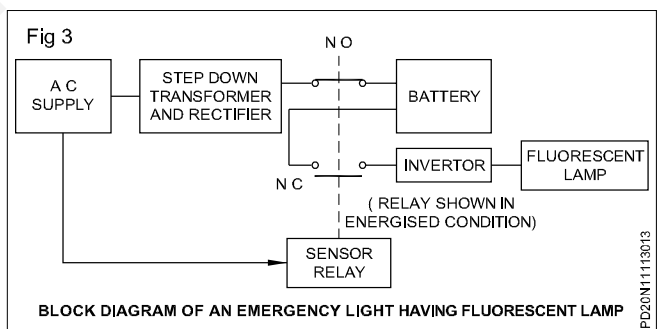 Fig 3
N O
A C
SUPPLY
STEP DOWN
TRANSFORMER
AND RECTIFIER
BATTERY
N C
INVERTOR
FLUORESCENT
LAMP
( RELAY SHOWN IN
ENERGISED CONDITION)
SENSOR
RELAY
BLOCK DIAGRAM OF AN EMERGENCY LIGHT HAVING FLUORESCENT LAMP
PD20N11113013